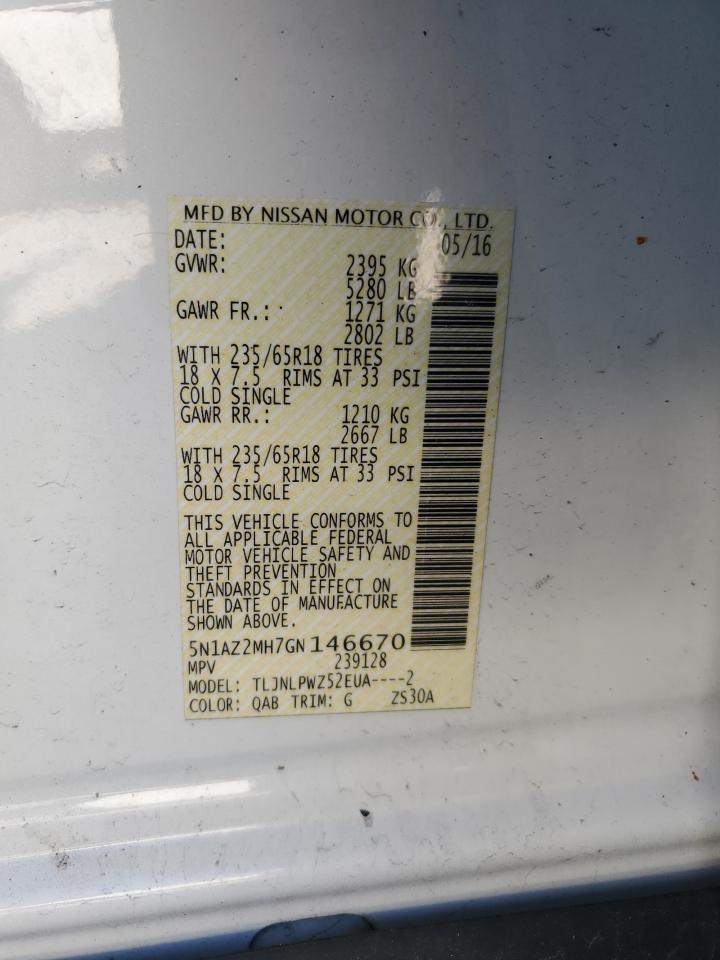 MFD BY NISSAN MOTOR CO., LTD.
DATE: 05/16
GVWR: 2395 KG
5280 LB
GAWR FR.: 1271 KG
2802 LB
WITH 235/65R18 TIRES
18 X 7.5 RIMS AT 33 PSI
COLD SINGLE
GAWR RR.: 1210 KG
2667 LB
WITH 235/65R18 TIRES
18 X 7.5 RIMS AT 33 PSI
COLD SINGLE
THIS VEHICLE CONFORMS TO
ALL APPLICABLE FEDERAL
MOTOR VEHICLE SAFETY AND
THEFT PREVENTION
STANDARDS IN EFFECT ON
THE DATE OF MANUFACTURE
SHOWN ABOVE.
5N1AZ2MH7GN146670
MPV 239128
MODEL: TLJNLPWZ52EUA----2
COLOR: QAB TRIM: G ZS30A